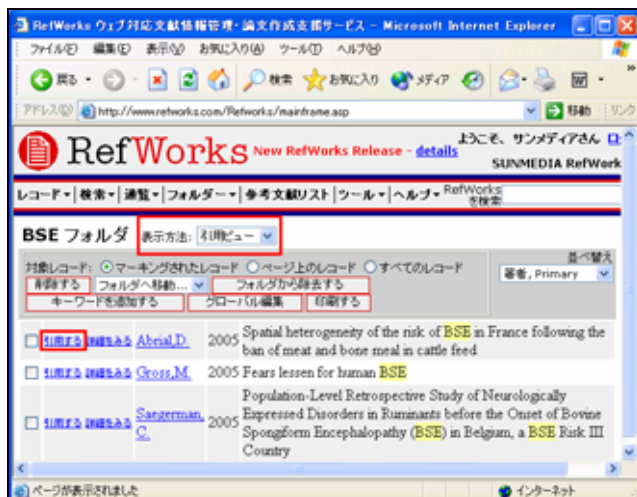 RefWorks ウェブ対応文献情報管理・論文作成支援サービス - Microsoft Internet Explorer
ファイル(F) 編集(E) 表示(V) お気に入り(A) ツール(T) ヘルプ(H)
戻る 検索 お気に入り メディア
アドレス(D) http://www.refworks.com/Refworks/mainframe.asp 移動 リンク
RefWorks New RefWorks Release - details ようこそ、サンメディアさん
SUNMEDIA RefWork
レコード 検索 通覧 フォルダー 参考文献リスト ツール ヘルプ RefWorksを検索
BSE フォルダ 表示方法: 引用ビュー
並べ替え
対象レコード: マーキングされたレコード ページ上のレコード すべてのレコード 著者, Primary
削除する フォルダへ移動... フォルダから除去する
キーワードを追加する グローバル編集 印刷する
引用する 詳細をみる Abrial,D. 2005 Spatial heterogeneity of the risk of BSE in France following the
ban of meat and bone meal in cattle feed
引用する 詳細をみる Gross,M. 2005 Fears lessen for human BSE
引用する 詳細をみる Saegerman, C. 2005 Population-Level Retrospective Study of Neurologically
Expressed Disorders in Ruminants before the Onset of Bovine
Spongiform Encephalopathy (BSE) in Belgium, a BSE Risk III
Country
ページが表示されました インターネット